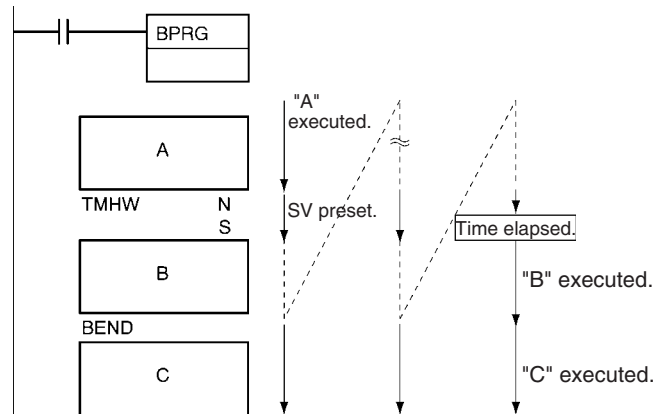 BPRG
"A"
executed.
A
TMHW N
S
SV preset.
Time elapsed.
B
"B" executed.
BEND
C
"C" executed.